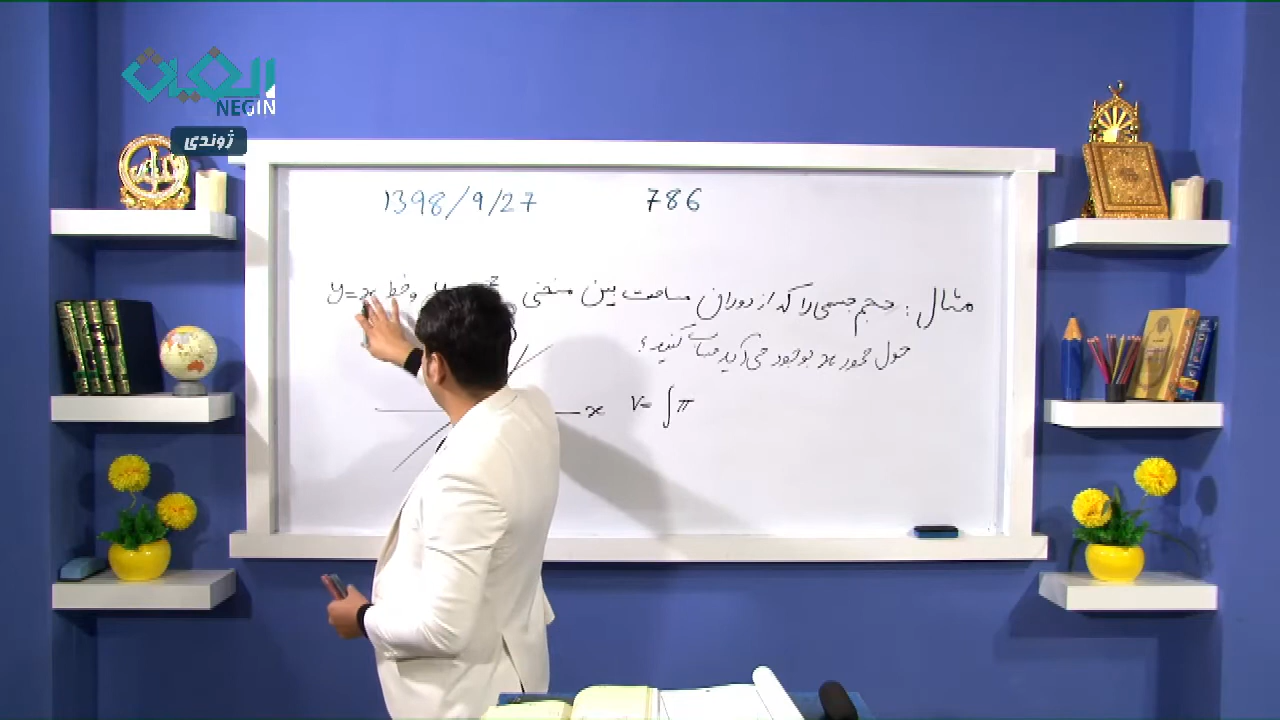 NEGIN
ژوندی
1398/9/27 786
مثال: حجم جسمی را که از دوران مساحت بین منحنی و خط y=x
حول محور x بوجود می آید حساب کنید؟
x
V= ∫π